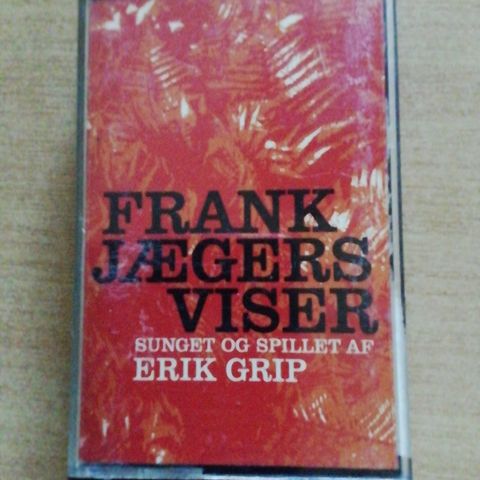 FRANK
JÆGERS
VISER
SUNGET OG SPILLET AF
ERIK GRIP